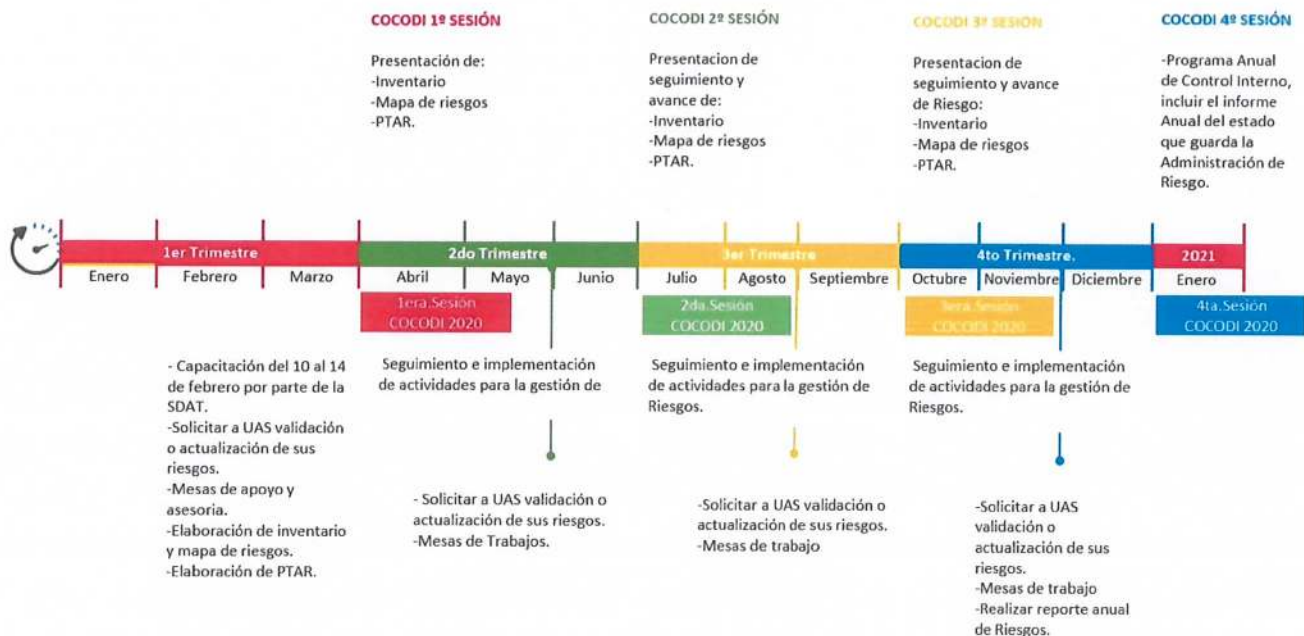 COCODI 1º SESIÓN
Presentación de:
-Inventario
-Mapa de riesgos
-PTAR.
COCODI 2º SESIÓN
Presentacion de
seguimiento y
avance de:
-Inventario
-Mapa de riesgos
-PTAR.
COCODI 3º SESIÓN
Presentacion de
seguimiento y avance
de Riesgo:
-Inventario
-Mapa de riesgos
-PTAR.
COCODI 4º SESIÓN
-Programa Anual
de Control Interno,
incluir el informe
Anual del estado
que guarda la
Administración de
Riesgo.
1er Trimestre
2do Trimestre
3er Trimestre
4to Trimestre.
2021
Enero
Febrero
Marzo
Abril
Mayo
Junio
Julio
Agosto
Septiembre
Octubre
Noviembre
Diciembre
Enero
1era.Sesión
COCODI 2020
2da.Sesión
COCODI 2020
3era.Sesión
COCODI 2020
4ta.Sesión
COCODI 2020
- Capacitación del 10 al 14
de febrero por parte de la
SDAT.
-Solicitar a UAS validación
o actualización de sus
riesgos.
-Mesas de apoyo y
asesoria.
-Elaboración de inventario
y mapa de riesgos.
-Elaboración de PTAR.
Seguimiento e implementación
de actividades para la gestión de
- Solicitar a UAS validación o
actualización de sus riesgos.
-Mesas de Trabajos.
Seguimiento e implementación
de actividades para la gestión de
Riesgos.
-Solicitar a UAS validación o
actualización de sus riesgos.
-Mesas de trabajo
Seguimiento e implementación
de actividades para la gestión de
Riesgos.
-Solicitar a UAS
validación o
actualización de sus
riesgos.
-Mesas de trabajo
-Realizar reporte anual
de Riesgos.